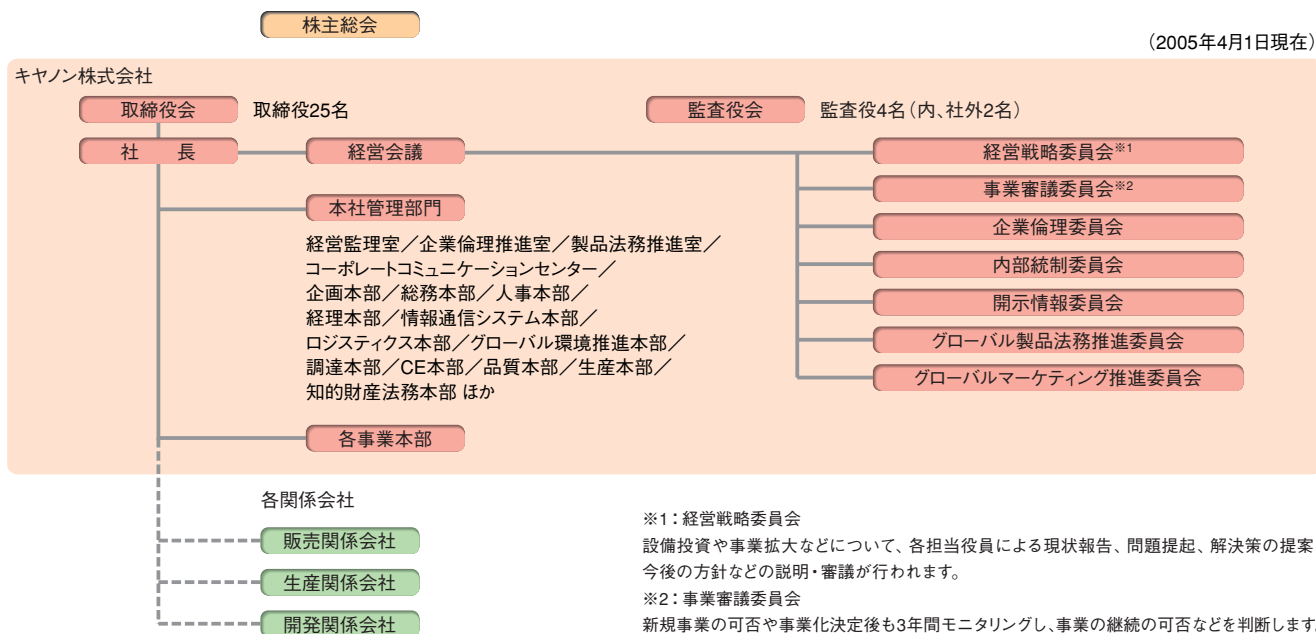 株主総会
（2005年4月1日現在）
キヤノン株式会社
取締役会 取締役25名
監査役会 監査役4名（内、社外2名）
社 長
経営会議
経営戦略委員会※1
事業審議委員会※2
企業倫理委員会
内部統制委員会
開示情報委員会
グローバル製品法務推進委員会
グローバルマーケティング推進委員会
本社管理部門
経営監理室／企業倫理推進室／製品法務推進室／
コーポレートコミュニケーションセンター／
企画本部／総務本部／人事本部／
経理本部／情報通信システム本部／
ロジスティクス本部／グローバル環境推進本部／
調達本部／CE本部／品質本部／生産本部／
知的財産法務本部 ほか
各事業本部
各関係会社
販売関係会社
生産関係会社
開発関係会社
※1：経営戦略委員会
設備投資や事業拡大などについて、各担当役員による現状報告、問題提起、解決策の提案
今後の方針などの説明・審議が行われます。
※2：事業審議委員会
新規事業の可否や事業化決定後も3年間モニタリングし、事業の継続の可否などを判断します